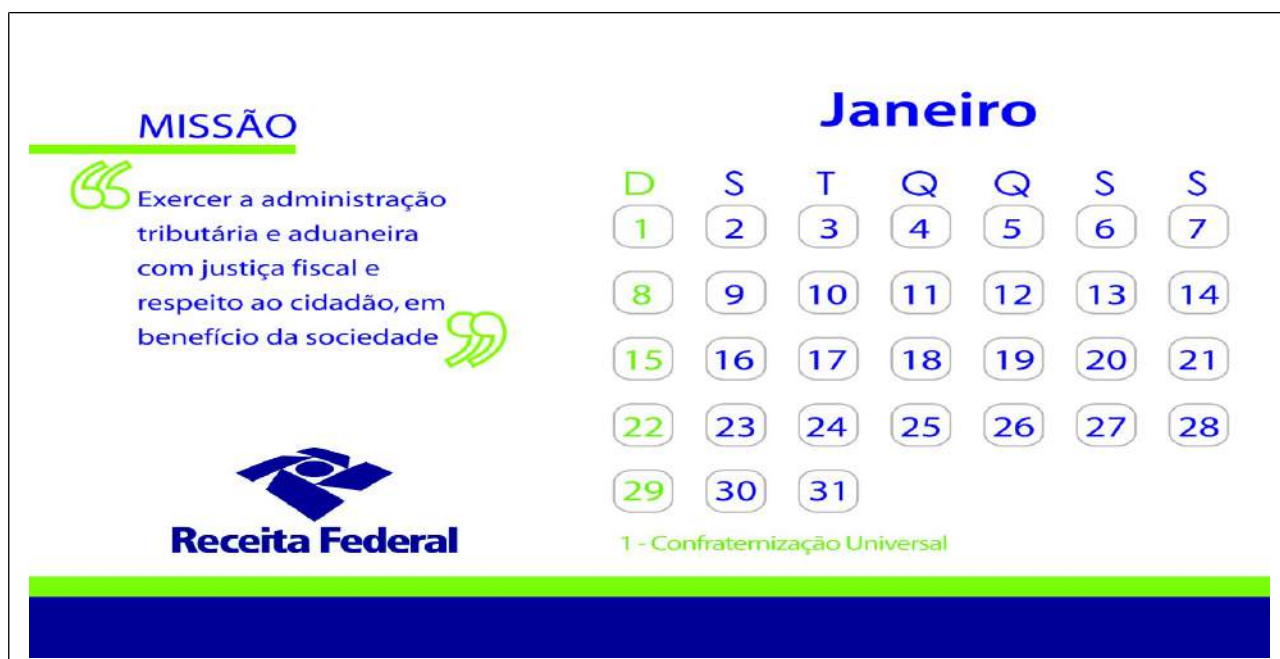 MISSÃO
“Exercer a administração
tributária e aduaneira
com justiça fiscal e
respeito ao cidadão, em
benefício da sociedade”
Receita Federal
Janeiro
D S T Q Q S S
1 2 3 4 5 6 7
8 9 10 11 12 13 14
15 16 17 18 19 20 21
22 23 24 25 26 27 28
29 30 31
1 - Confraternização Universal